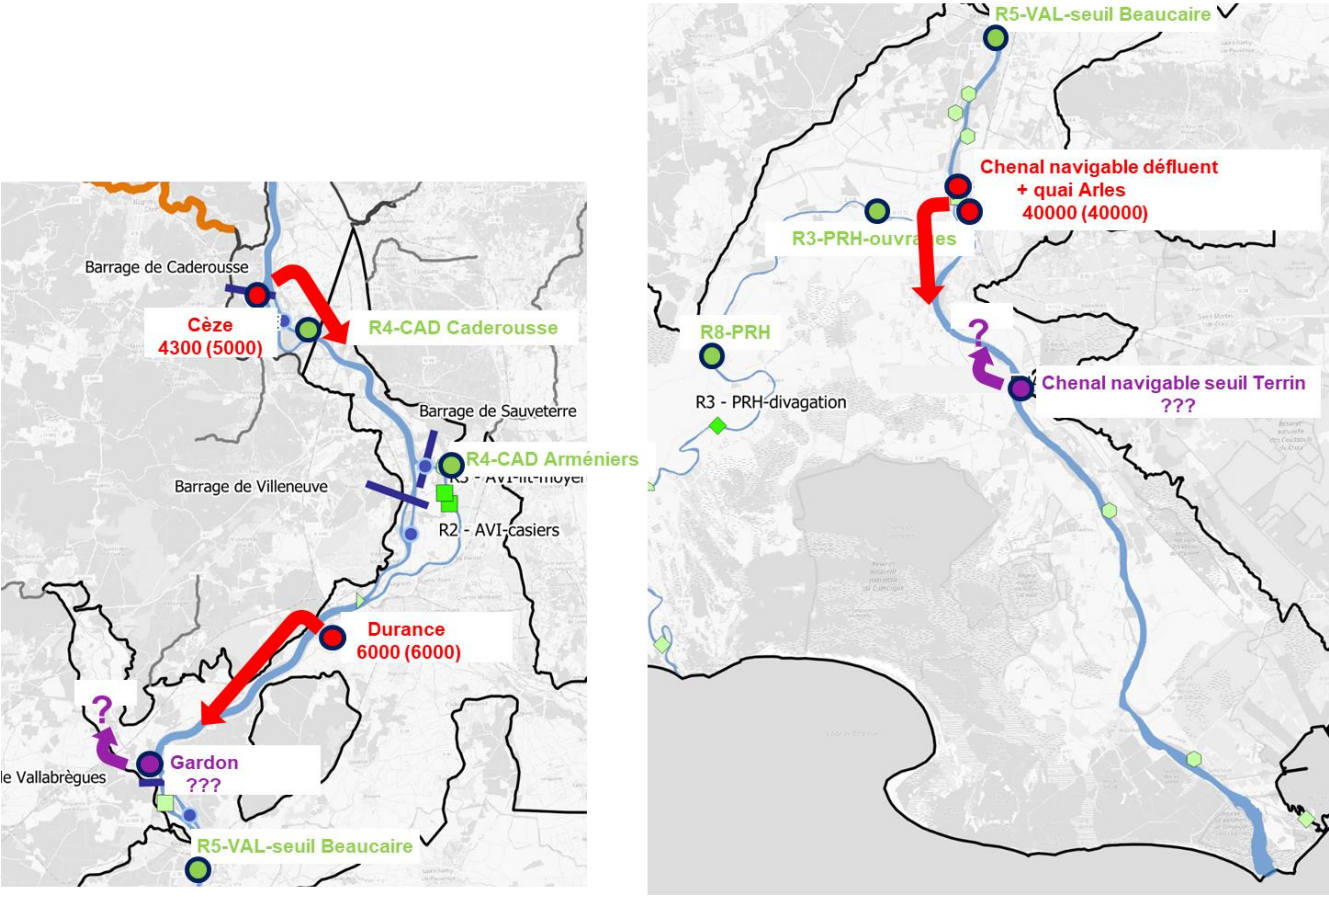 Barrage de Caderousse
Cèze
4300 (5000)
R4-CAD Caderousse
Barrage de Sauveterre
R4-CAD Arméniers
Barrage de Villeneuve
R2 - AVI-casiers
Durance
6000 (6000)
?
Gardon
???
le Vallabrègues
R5-VAL-seuil Beaucaire
R5-VAL-seuil Beaucaire
Chenal navigable défluent
+ quai Arles
40000 (40000)
R3-PRH-ouvrages
R8-PRH
R3 - PRH-divagation
?
Chenal navigable seuil Terrin
???